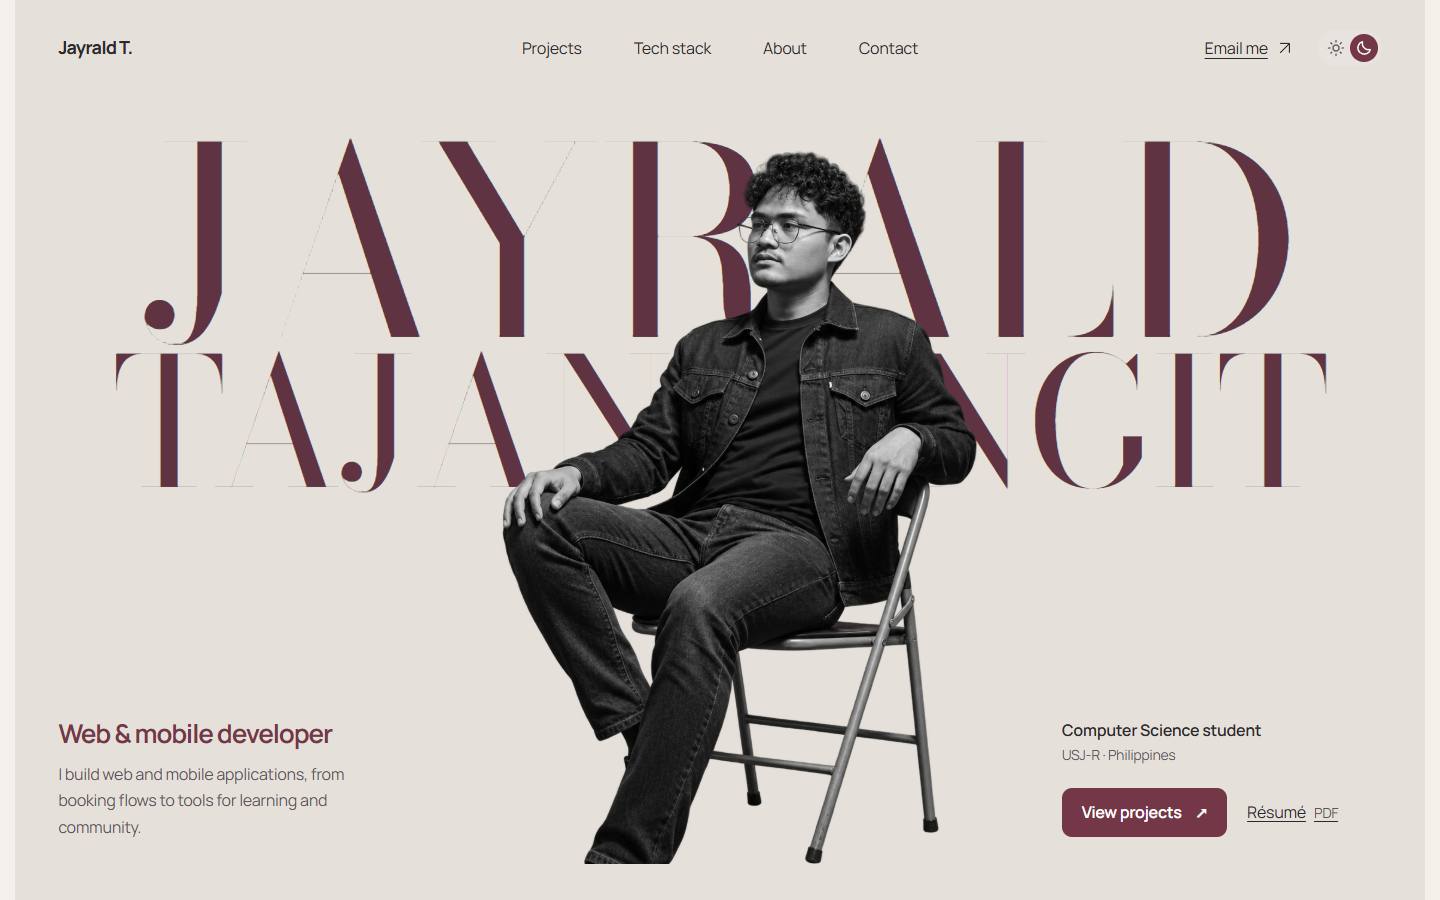 Jayrald T.
Projects
Tech stack
About
Contact
Email me
JAYRALD
TAJAN NGIT
Web & mobile developer
I build web and mobile applications, from
booking flows to tools for learning and
community.
Computer Science student
USJ-R · Philippines
View projects ↗
Résumé PDF